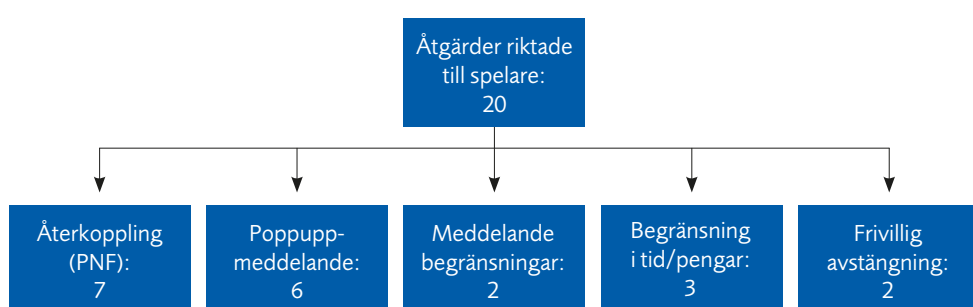 Åtgärder riktade
till spelare:
20
Återkoppling
(PNF):
7
Poppupp-
meddelande:
6
Meddelande
begränsningar:
2
Begränsning
i tid/pengar:
3
Frivillig
avstängning:
2